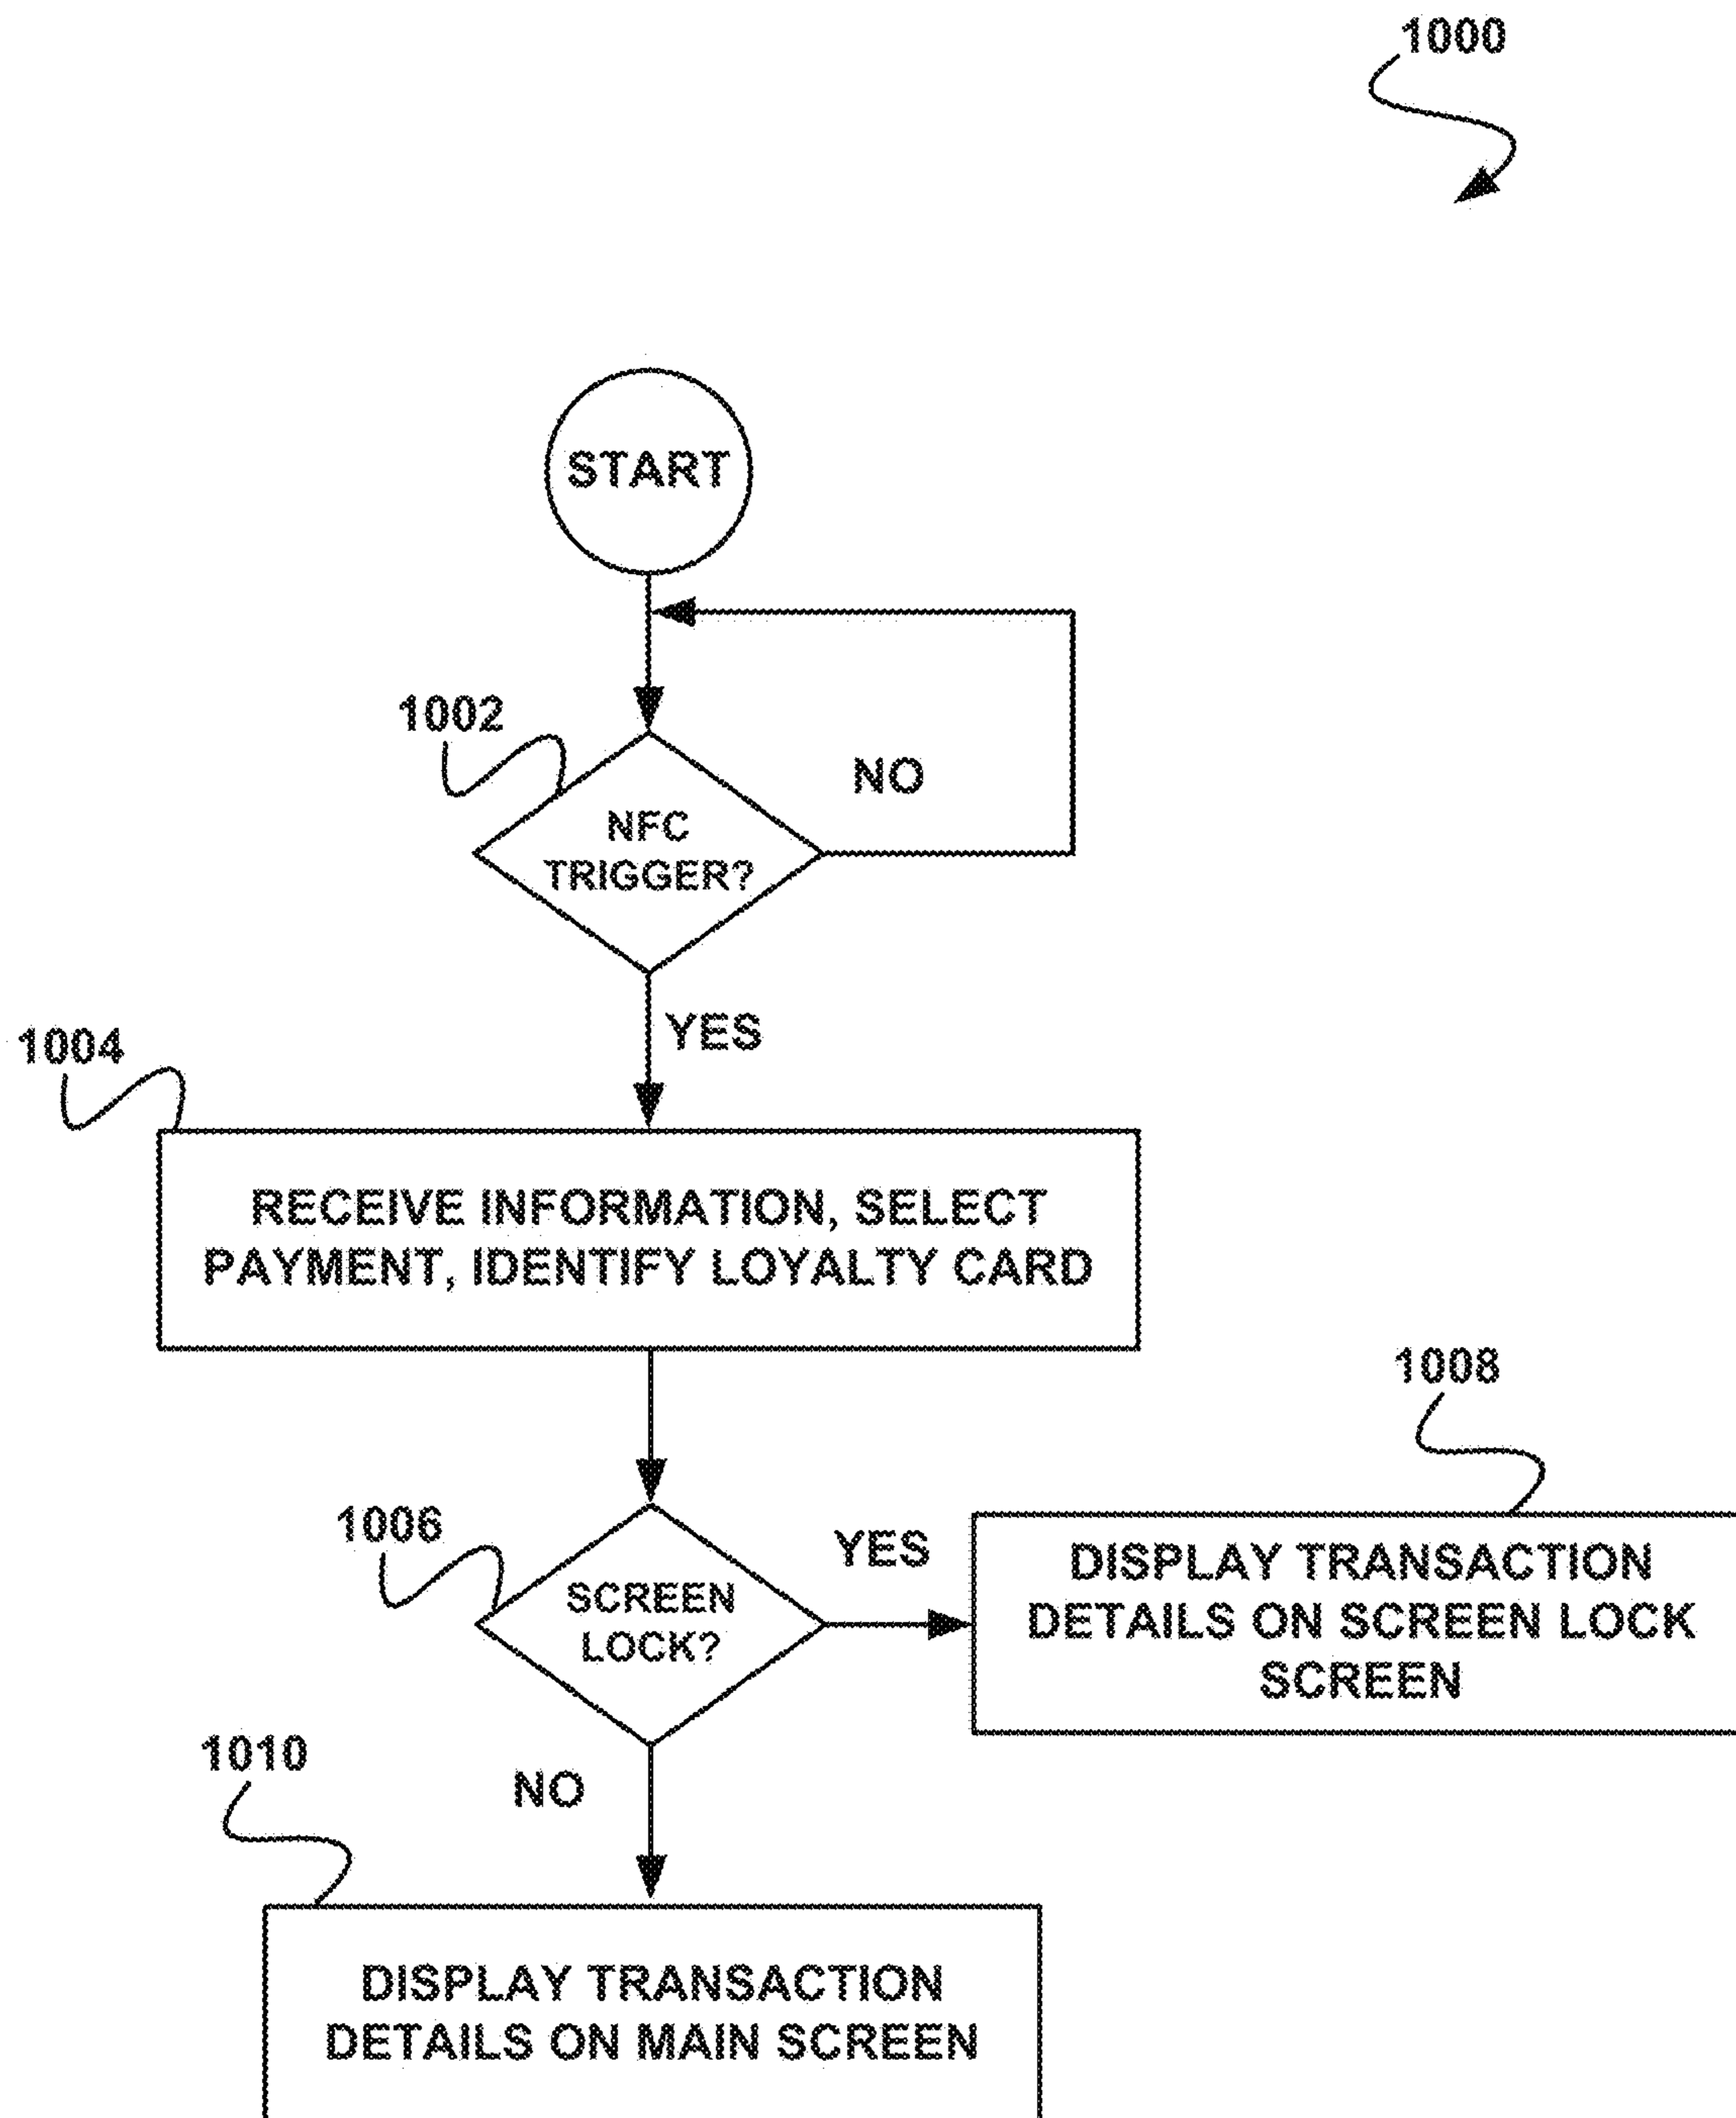 1000
START
1002
NO
NFC
TRIGGER?
YES
1004
RECEIVE INFORMATION, SELECT
PAYMENT, IDENTIFY LOYALTY CARD
1008
1006
YES
SCREEN
LOCK?
DISPLAY TRANSACTION
DETAILS ON SCREEN LOCK
SCREEN
1010
NO
DISPLAY TRANSACTION
DETAILS ON MAIN SCREEN